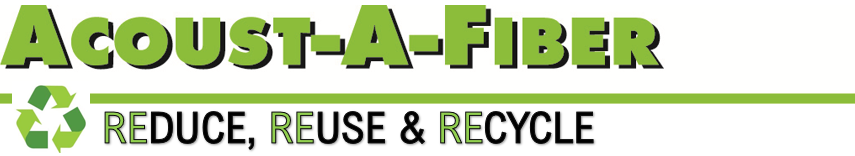 ACOUST-A-FIBER
REDUCE, REUSE & RECYCLE